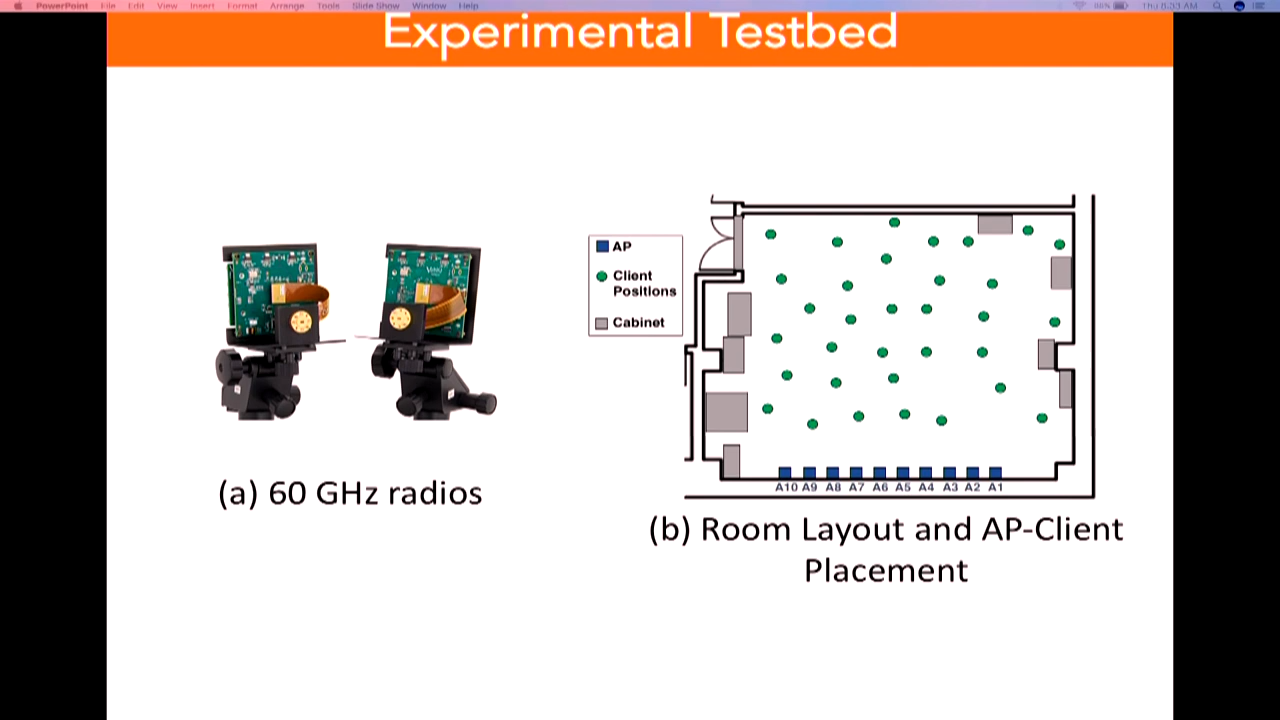 PowerPoint File Edit View Insert Format Arrange Tools Slide Show Window Help 88% Thu 8:53 AM
Experimental Testbed
AP
Client
Positions
Cabinet
A10 A9 A8 A7 A6 A5 A4 A3 A2 A1
(a) 60 GHz radios
(b) Room Layout and AP-Client
Placement